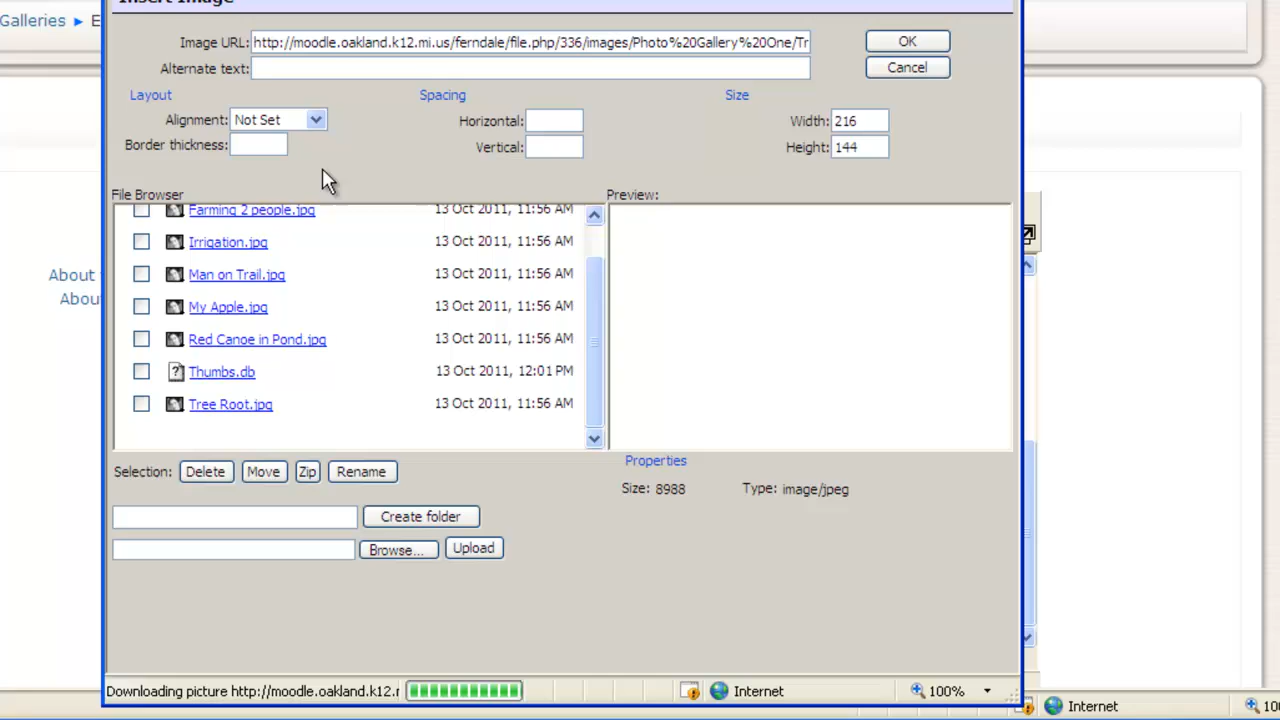 Insert Image
Galleries ► E
Image URL: http://moodle.oakland.k12.mi.us/ferndale/file.php/336/images/Photo%20Gallery%20One/Tr
OK
Alternate text:
Cancel
Layout
Spacing
Size
Alignment: Not Set
Horizontal:
Width: 216
Border thickness:
Vertical:
Height: 144
File Browser
Preview:
Farming 2 people.jpg 13 Oct 2011, 11:56 AM
Irrigation.jpg 13 Oct 2011, 11:56 AM
Man on Trail.jpg 13 Oct 2011, 11:56 AM
My Apple.jpg 13 Oct 2011, 11:56 AM
Red Canoe in Pond.jpg 13 Oct 2011, 11:56 AM
Thumbs.db 13 Oct 2011, 12:01 PM
Tree Root.jpg 13 Oct 2011, 11:56 AM
About
Abou
Selection: Delete Move Zip Rename
Properties
Size: 8988 Type: image/jpeg
Create folder
Browse... Upload
Downloading picture http://moodle.oakland.k12.r
Internet
100%
Internet
10